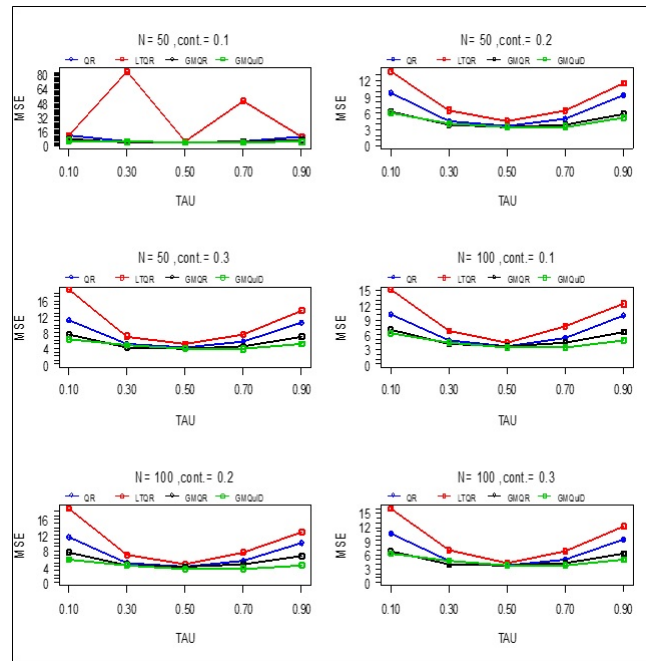 N= 50 ,cont.= 0.1
QR LTQR GMQR GMQuID
MSE
80
64
48
32
16
0
0.10 0.30 0.50 0.70 0.90
TAU
N= 50 ,cont.= 0.2
QR LTQR GMQR GMQuID
MSE
12
9
6
3
0
0.10 0.30 0.50 0.70 0.90
TAU
N= 50 ,cont.= 0.3
QR LTQR GMQR GMQuID
MSE
16
12
8
4
0
0.10 0.30 0.50 0.70 0.90
TAU
N= 100 ,cont.= 0.1
QR LTQR GMQR GMQuID
MSE
15
12
9
6
3
0
0.10 0.30 0.50 0.70 0.90
TAU
N= 100 ,cont.= 0.2
QR LTQR GMQR GMQuID
MSE
16
12
8
4
0
0.10 0.30 0.50 0.70 0.90
TAU
N= 100 ,cont.= 0.3
QR LTQR GMQR GMQuID
MSE
15
12
9
6
3
0
0.10 0.30 0.50 0.70 0.90
TAU